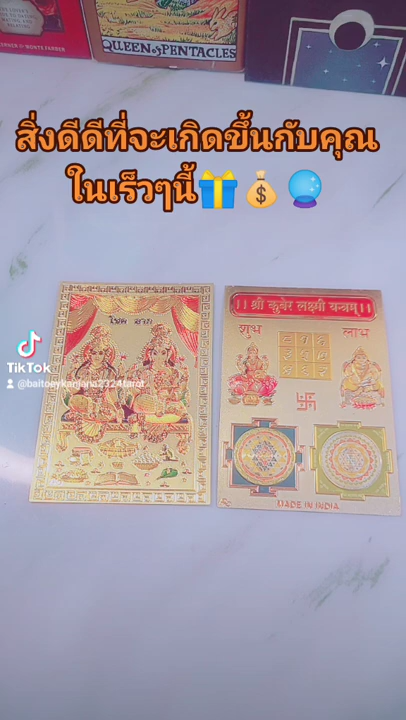 QUEEN of PENTACLES
สิ่งดีดีที่จะเกิดขึ้นกับคุณ
ในเร็วๆนี้🎁💰🔮
|| श्री कुबेर लक्ष्मी यन्त्रम् ||
शुभ
लाभ
TikTok
@baitoeykanjana2324tarot
MADE IN INDIA